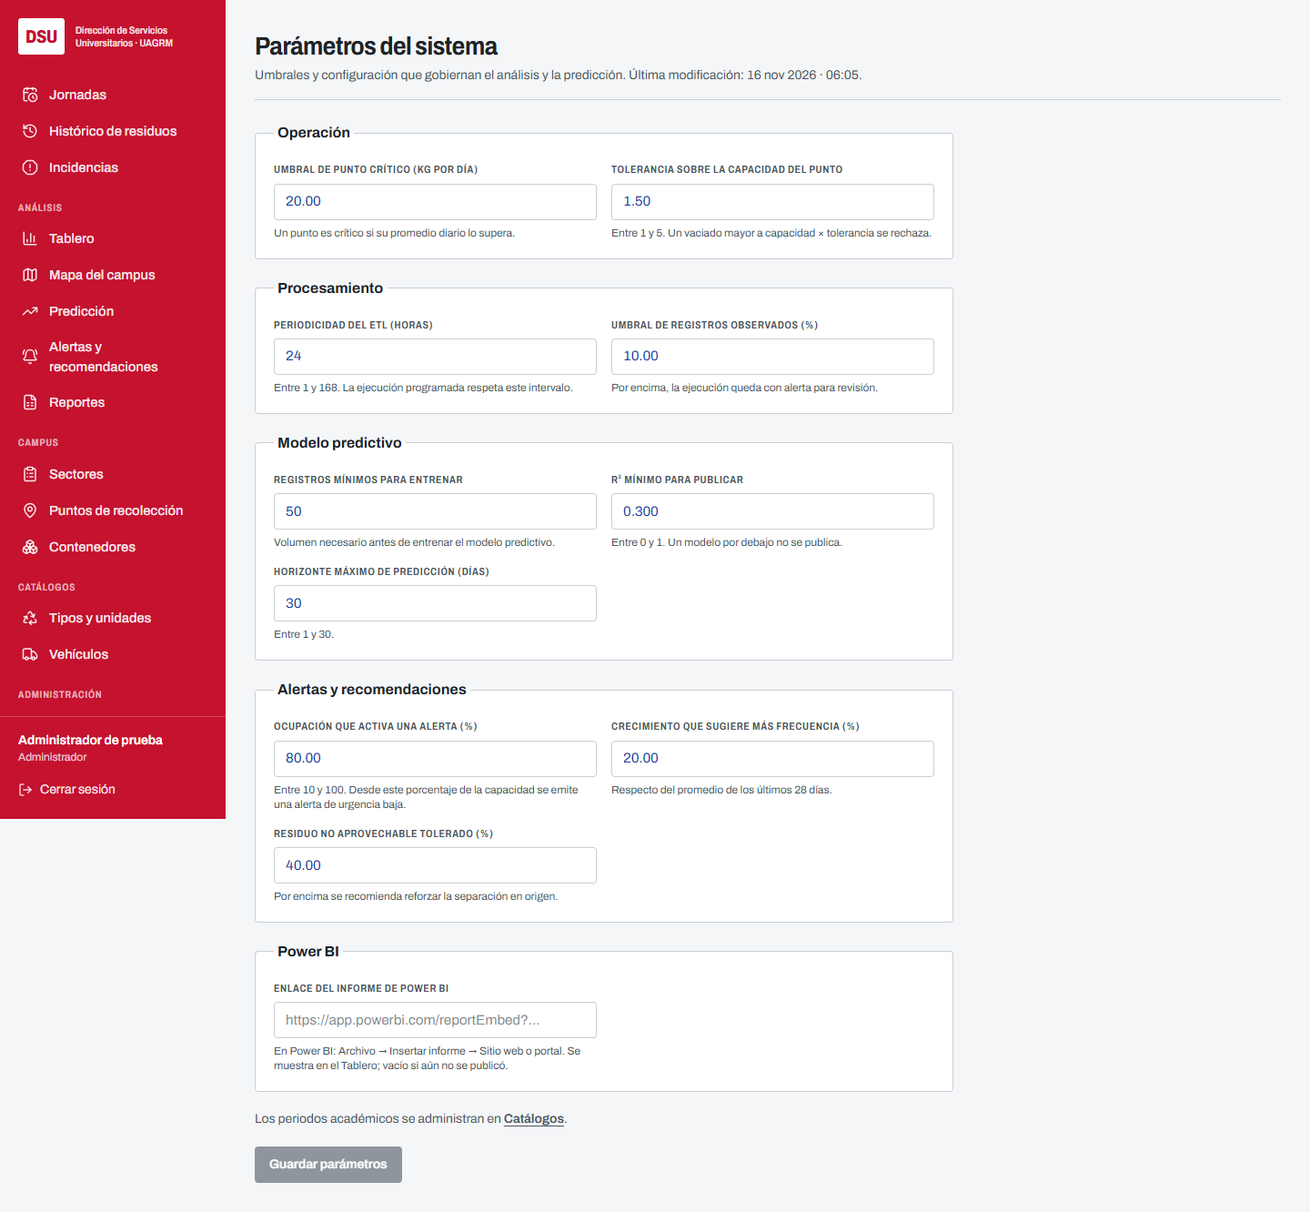 DSU
Dirección de Servicios
Universitarios · UAGRM
Jornadas
Histórico de residuos
Incidencias
ANÁLISIS
Tablero
Mapa del campus
Predicción
Alertas y
recomendaciones
Reportes
CAMPUS
Sectores
Puntos de recolección
Contenedores
CATÁLOGOS
Tipos y unidades
Vehículos
ADMINISTRACIÓN
Administrador de prueba
Administrador
Cerrar sesión
Parámetros del sistema
Umbrales y configuración que gobiernan el análisis y la predicción. Última modificación: 16 nov 2026 · 06:05.
Operación
UMBRAL DE PUNTO CRÍTICO (KG POR DÍA)
20.00
Un punto es crítico si su promedio diario lo supera.
TOLERANCIA SOBRE LA CAPACIDAD DEL PUNTO
1.50
Entre 1 y 5. Un vaciado mayor a capacidad × tolerancia se rechaza.
Procesamiento
PERIODICIDAD DEL ETL (HORAS)
24
Entre 1 y 168. La ejecución programada respeta este intervalo.
UMBRAL DE REGISTROS OBSERVADOS (%)
10.00
Por encima, la ejecución queda con alerta para revisión.
Modelo predictivo
REGISTROS MÍNIMOS PARA ENTRENAR
50
Volumen necesario antes de entrenar el modelo predictivo.
R² MÍNIMO PARA PUBLICAR
0.300
Entre 0 y 1. Un modelo por debajo no se publica.
HORIZONTE MÁXIMO DE PREDICCIÓN (DÍAS)
30
Entre 1 y 30.
Alertas y recomendaciones
OCUPACIÓN QUE ACTIVA UNA ALERTA (%)
80.00
Entre 10 y 100. Desde este porcentaje de la capacidad se emite
una alerta de urgencia baja.
CRECIMIENTO QUE SUGIERE MÁS FRECUENCIA (%)
20.00
Respecto del promedio de los últimos 28 días.
RESIDUO NO APROVECHABLE TOLERADO (%)
40.00
Por encima se recomienda reforzar la separación en origen.
Power BI
ENLACE DEL INFORME DE POWER BI
https://app.powerbi.com/reportEmbed?...
En Power BI: Archivo → Insertar informe → Sitio web o portal. Se
muestra en el Tablero; vacío si aún no se publicó.
Los periodos académicos se administran en Catálogos.
Guardar parámetros